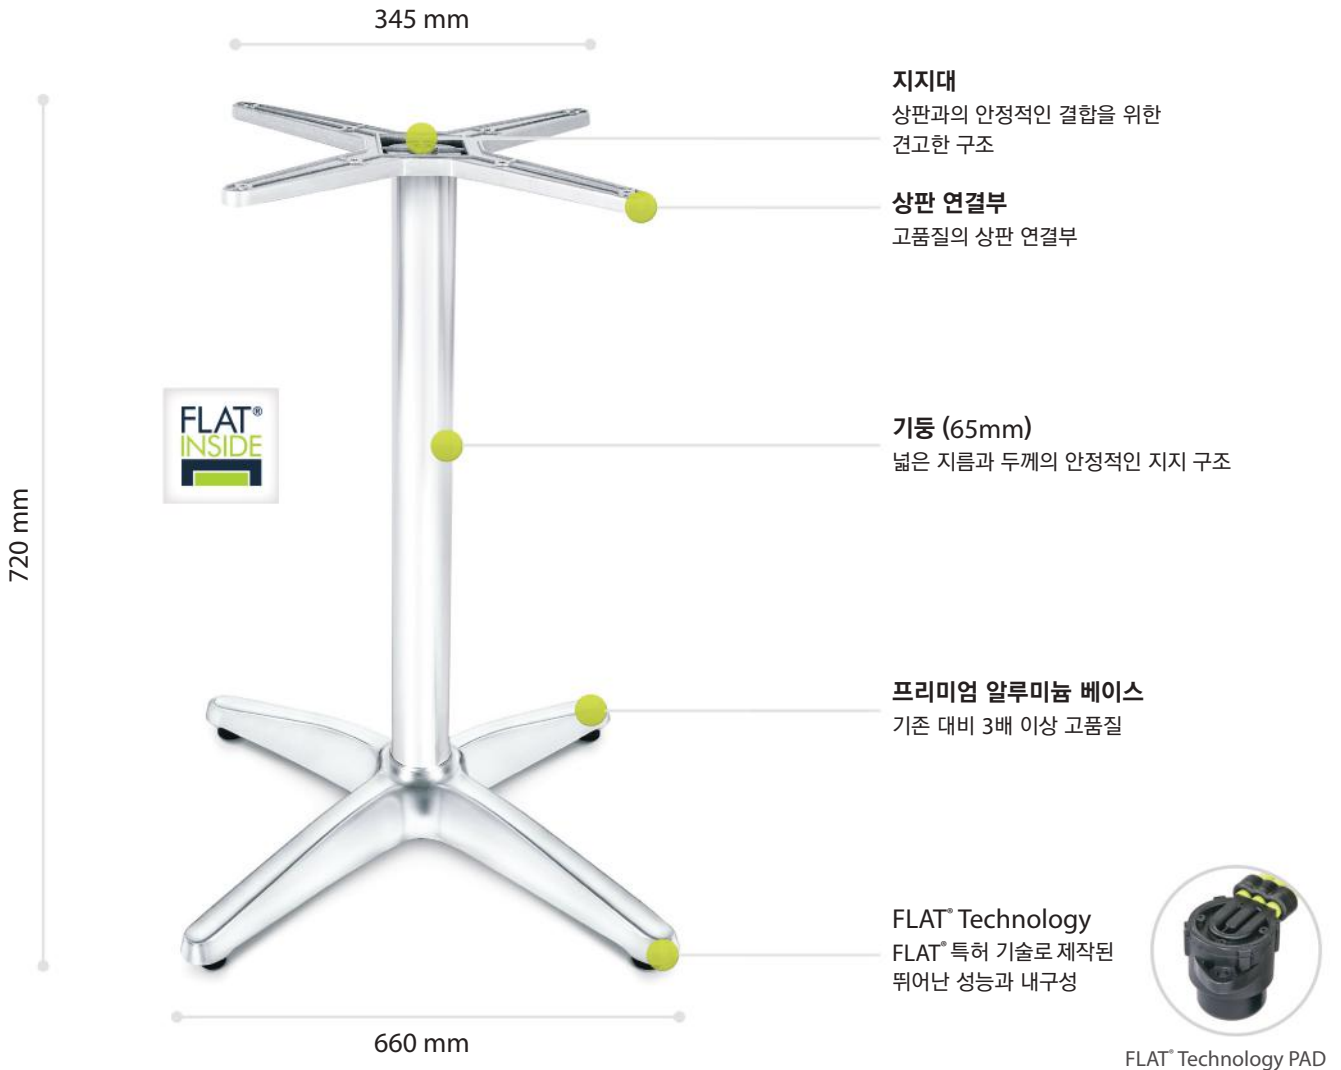 345 mm
지지대
상판과의 안정적인 결합을 위한
견고한 구조
상판 연결부
고품질의 상판 연결부
FLAT®
INSIDE
기둥 (65mm)
넓은 지름과 두께의 안정적인 지지 구조
720 mm
프리미엄 알루미늄 베이스
기존 대비 3배 이상 고품질
FLAT® Technology
FLAT® 특허 기술로 제작된
뛰어난 성능과 내구성
660 mm
FLAT® Technology PAD